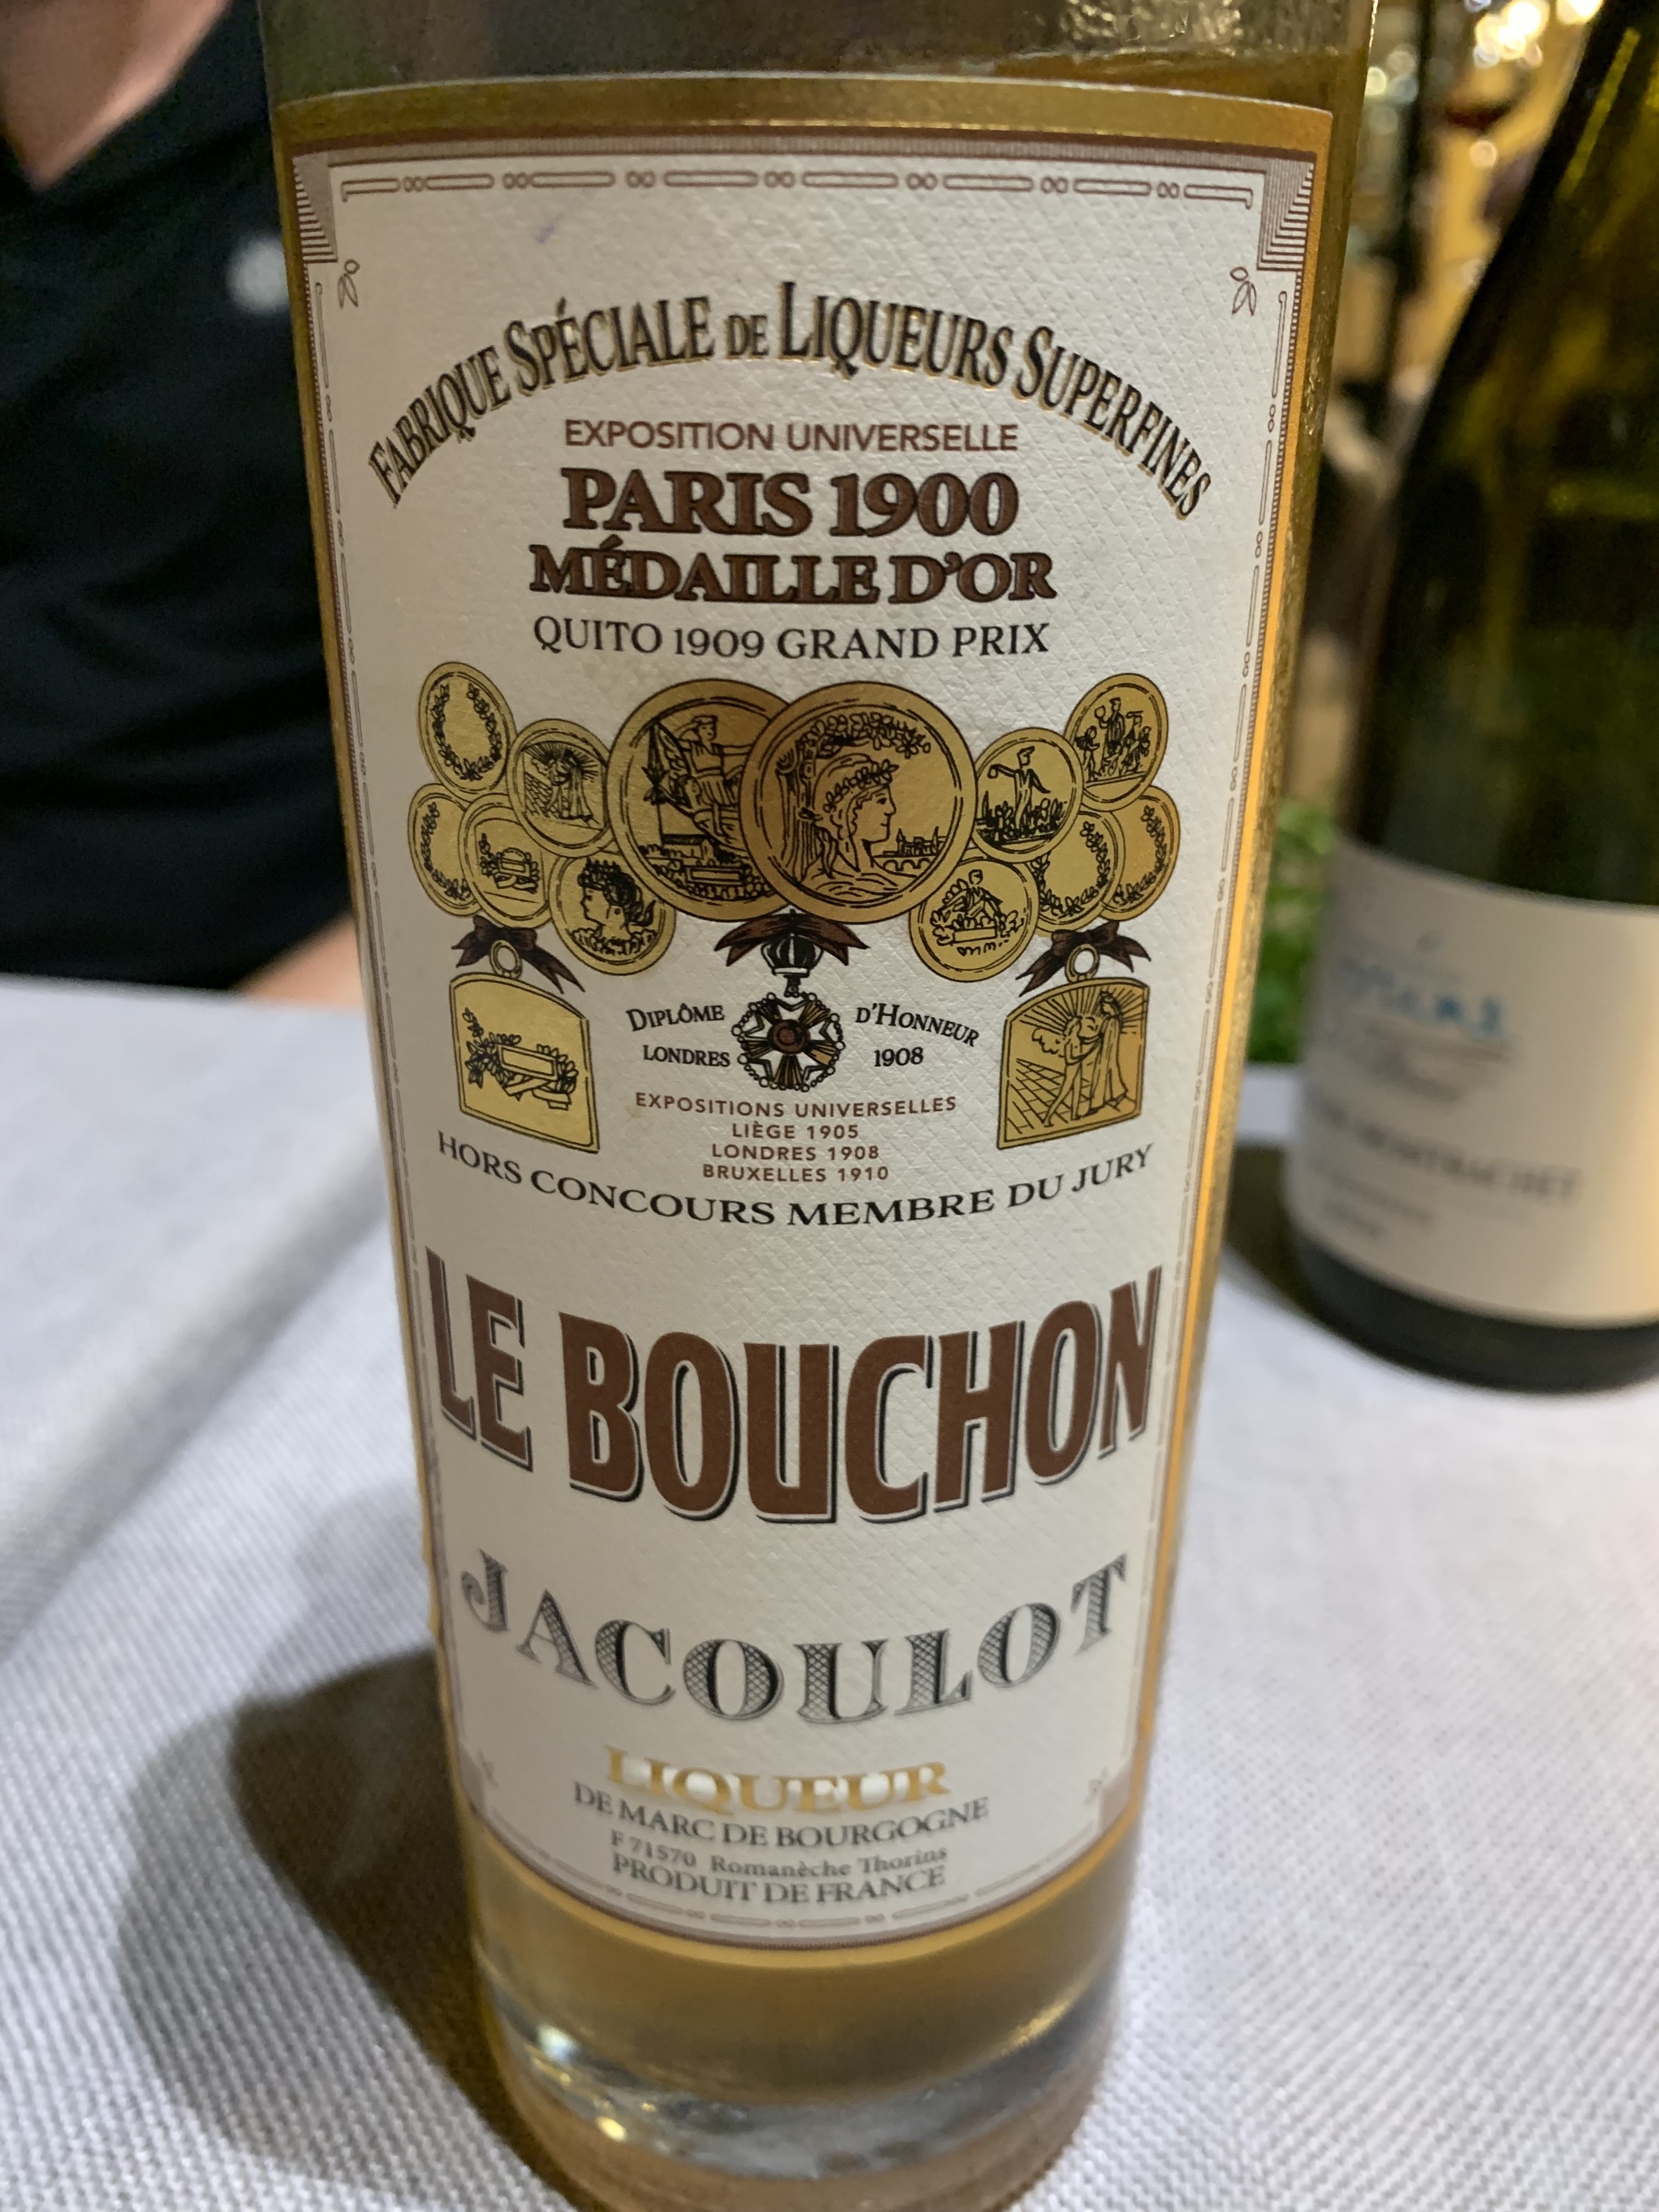 FABRIQUE SPÉCIALE DE LIQUEURS SUPERFINES
EXPOSITION UNIVERSELLE
PARIS 1900
MÉDAILLE D'OR
QUITO 1909 GRAND PRIX
DIPLÔME D'HONNEUR
LONDRES 1908
EXPOSITIONS UNIVERSELLES
LIÈGE 1905
LONDRES 1908
BRUXELLES 1910
HORS CONCOURS MEMBRE DU JURY
LE BOUCHON
JACOULOT
LIQUEUR
DE MARC DE BOURGOGNE
F 71570 Romanèche Thorins
PRODUIT DE FRANCE
MONTRACHET